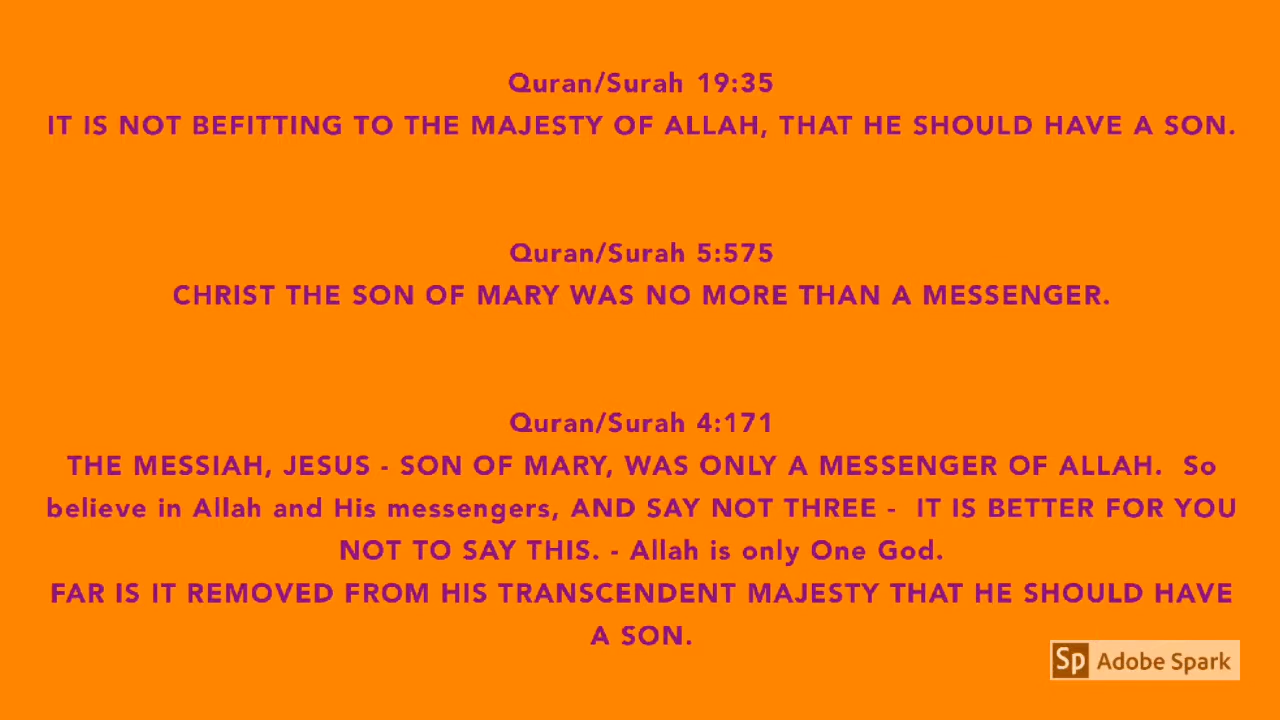 Quran/Surah 19:35
IT IS NOT BEFITTING TO THE MAJESTY OF ALLAH, THAT HE SHOULD HAVE A SON.
Quran/Surah 5:575
CHRIST THE SON OF MARY WAS NO MORE THAN A MESSENGER.
Quran/Surah 4:171
THE MESSIAH, JESUS - SON OF MARY, WAS ONLY A MESSENGER OF ALLAH.  So
believe in Allah and His messengers, AND SAY NOT THREE -  IT IS BETTER FOR YOU
NOT TO SAY THIS. - Allah is only One God.
FAR IS IT REMOVED FROM HIS TRANSCENDENT MAJESTY THAT HE SHOULD HAVE
A SON.
Sp Adobe Spark